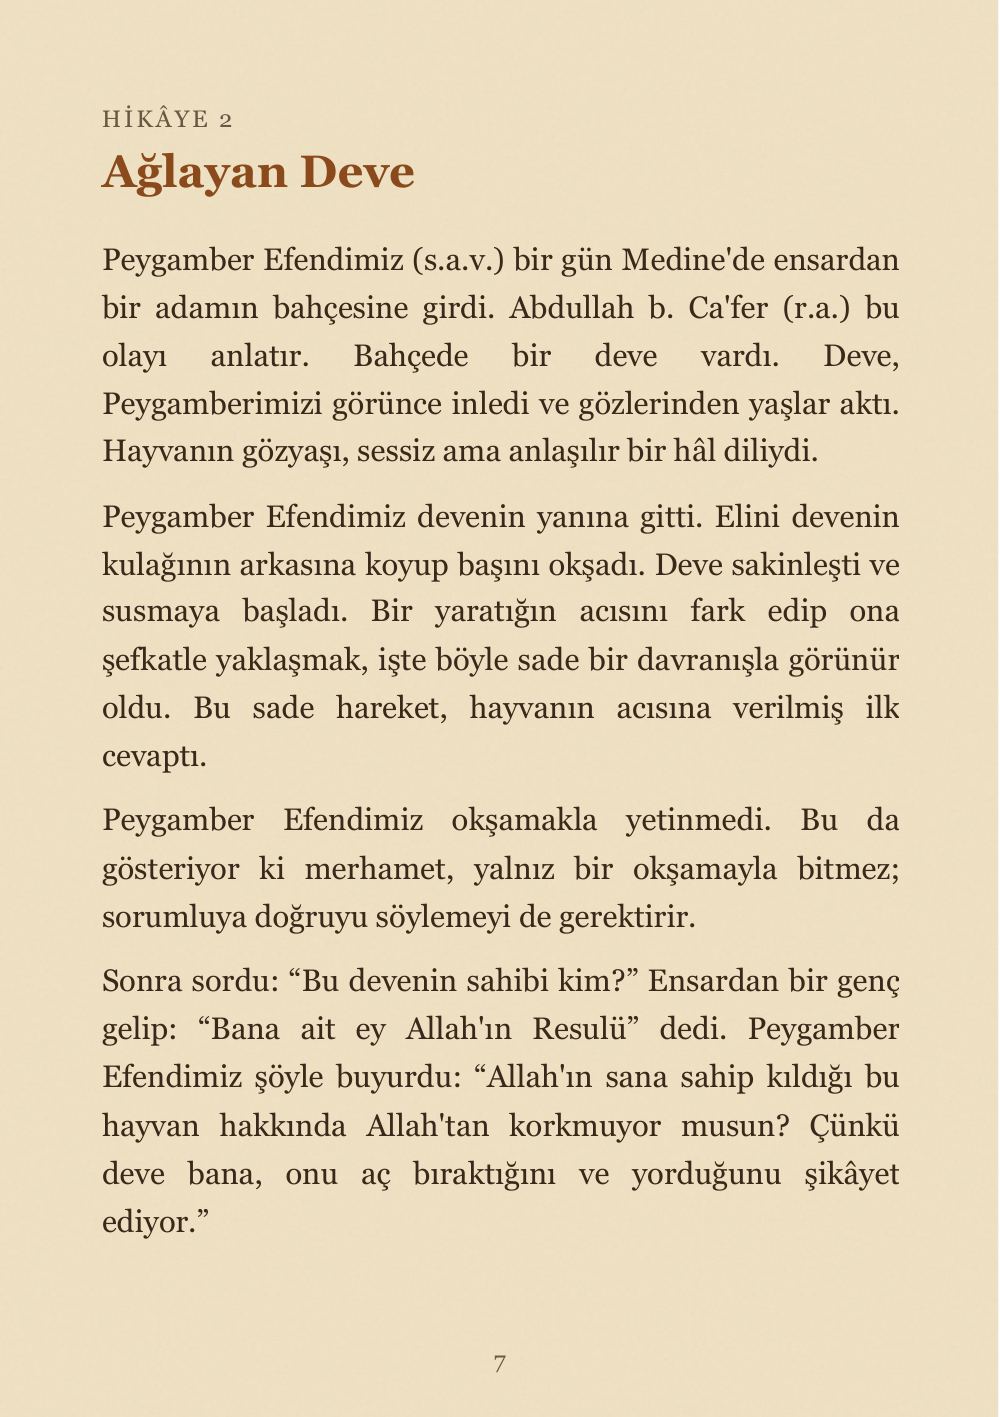 HİKÂYE 2
Ağlayan Deve
Peygamber Efendimiz (s.a.v.) bir gün Medine'de ensardan
bir adamın bahçesine girdi. Abdullah b. Ca'fer (r.a.) bu
olayı anlatır. Bahçede bir deve vardı. Deve,
Peygamberimizi görünce inledi ve gözlerinden yaşlar aktı.
Hayvanın gözyaşı, sessiz ama anlaşılır bir hâl diliydi.
Peygamber Efendimiz devenin yanına gitti. Elini devenin
kulağının arkasına koyup başını okşadı. Deve sakinleşti ve
susmaya başladı. Bir yaratığın acısını fark edip ona
şefkatle yaklaşmak, işte böyle sade bir davranışla görünür
oldu. Bu sade hareket, hayvanın acısına verilmiş ilk
cevaptı.
Peygamber Efendimiz okşamakla yetinmedi. Bu da
gösteriyor ki merhamet, yalnız bir okşamayla bitmez;
sorumluya doğruyu söylemeyi de gerektirir.
Sonra sordu: “Bu devenin sahibi kim?” Ensardan bir genç
gelip: “Bana ait ey Allah'ın Resulü” dedi. Peygamber
Efendimiz şöyle buyurdu: “Allah'ın sana sahip kıldığı bu
hayvan hakkında Allah'tan korkmuyor musun? Çünkü
deve bana, onu aç bıraktığını ve yorduğunu şikâyet
ediyor.”
7